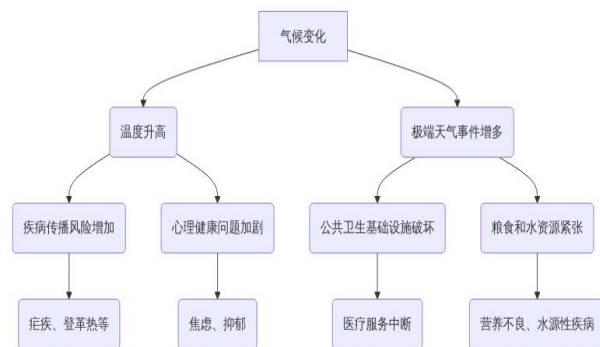 气候变化
温度升高
极端天气事件增多
疾病传播风险增加
心理健康问题加剧
公共卫生基础设施破坏
粮食和水资源紧张
疟疾、登革热等
焦虑、抑郁
医疗服务中断
营养不良、水源性疾病